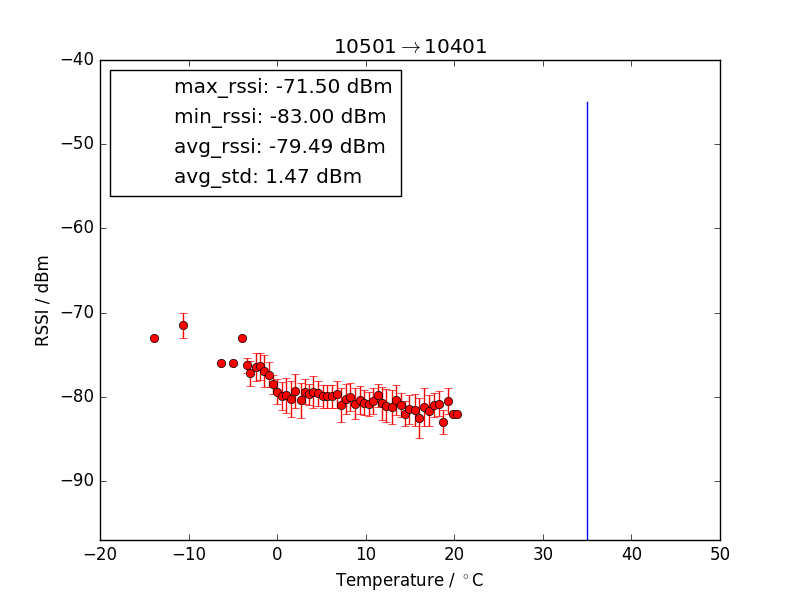 10501→10401
max_rssi: -71.50 dBm
min_rssi: -83.00 dBm
avg_rssi: -79.49 dBm
avg_std: 1.47 dBm
−40
−50
−60
−70
−80
−90
RSSI / dBm
−20 −10 0 10 20 30 40 50
Temperature / °C